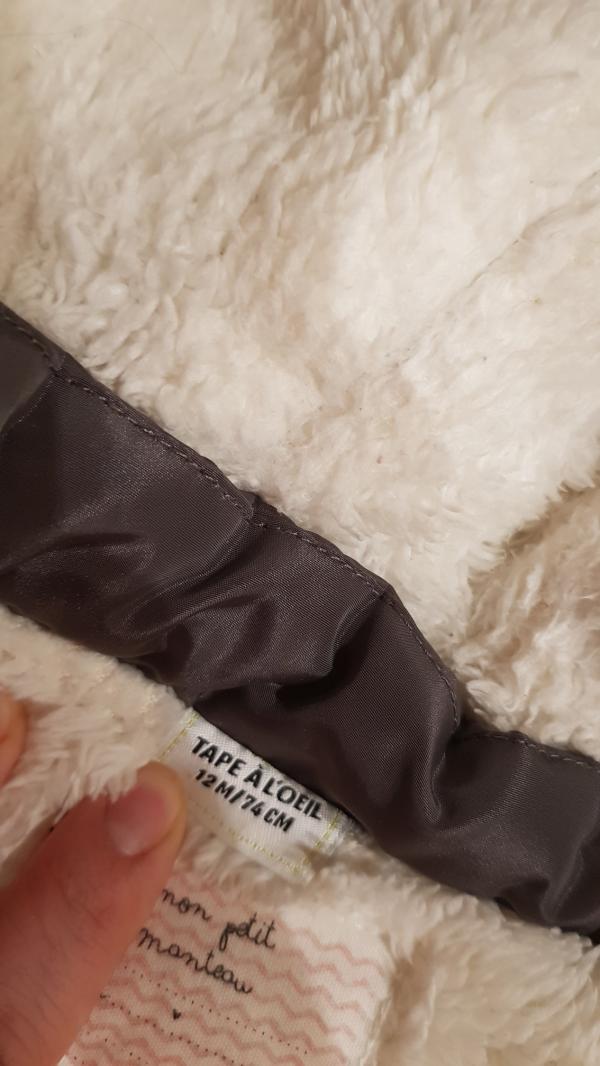 TAPE À L'OEIL
12M/74CM
mon petit
manteau